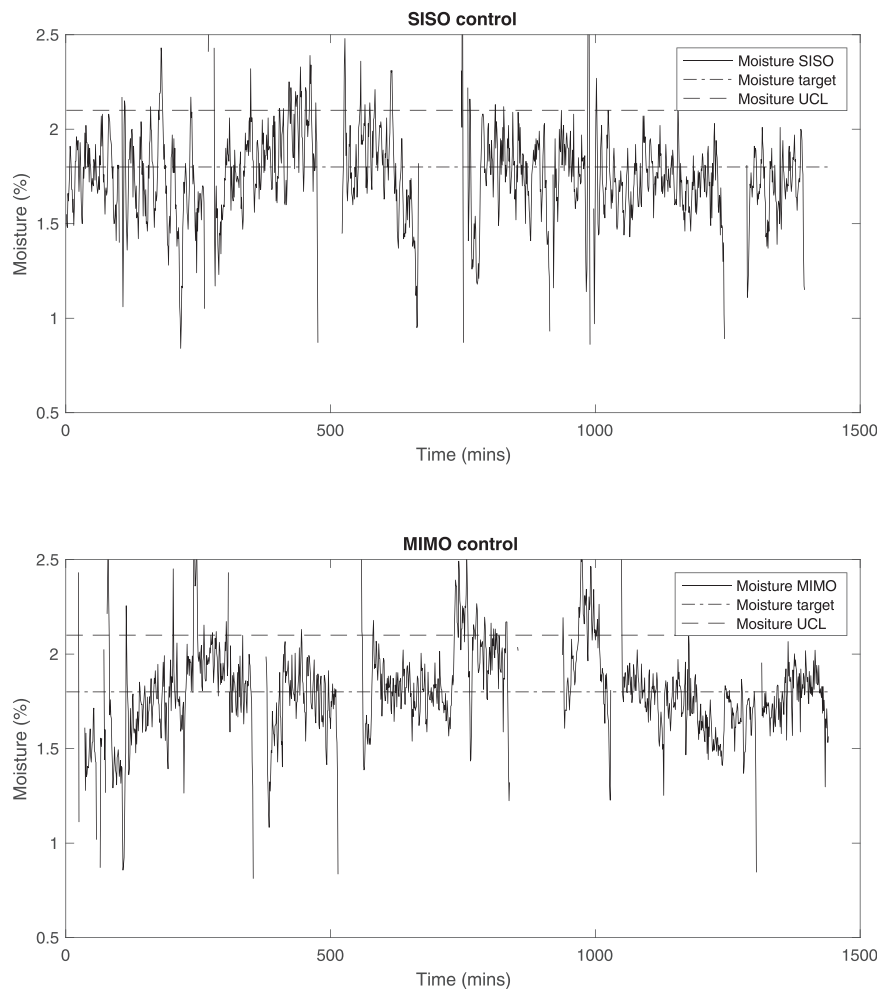 SISO control
2.5
2
1.5
1
0.5
Moisture (%)
0
500
1000
1500
Time (mins)
Moisture SISO
Moisture target
Mositure UCL
MIMO control
2.5
2
1.5
1
0.5
Moisture (%)
0
500
1000
1500
Time (mins)
Moisture MIMO
Moisture target
Mositure UCL